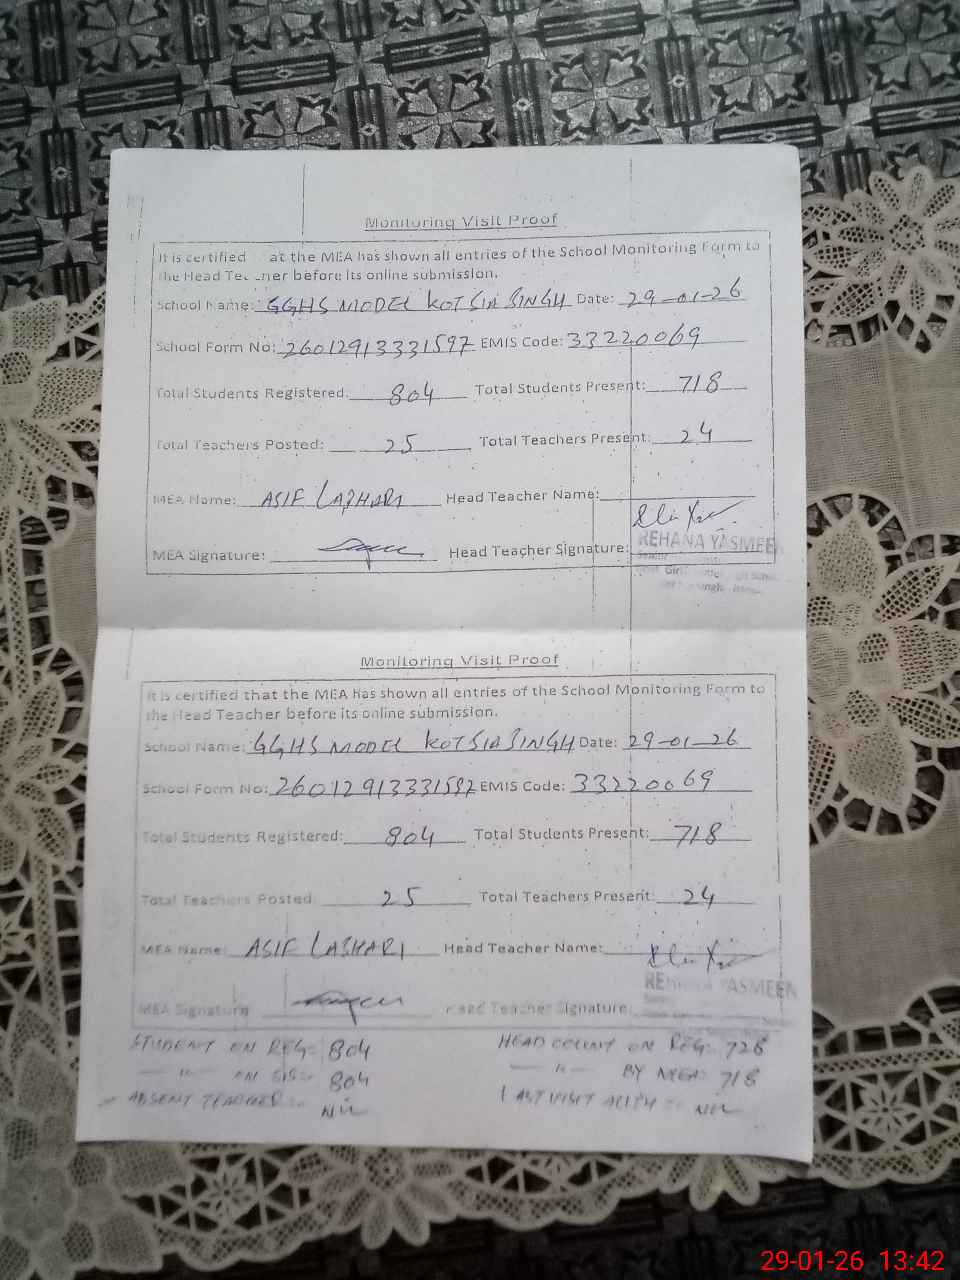 Monitoring Visit Proof
It is certified at the MEA has shown all entries of the School Monitoring Form to
the Head Teacher before its online submission.
School Name: GGHS MODEL KOT SIA SINGH Date: 29-01-26
School Form No: 26012913331597 EMIS Code: 33220069
Total Students Registered: 804 Total Students Present: 718
Total Teachers Posted: 25 Total Teachers Present: 24
MEA Name: ASIF LASHARI Head Teacher Name:
MEA Signature: Head Teacher Signature:
REHANA YASMEEN
Monitoring Visit Proof
It is certified that the MEA has shown all entries of the School Monitoring Form to
the Head Teacher before its online submission.
School Name: GGHS MODEL KOT SIA SINGH Date: 29-01-26
School Form No: 26012913331597 EMIS Code: 33220069
Total Students Registered: 804 Total Students Present: 718
Total Teachers Posted: 25 Total Teachers Present: 24
MEA Name: ASIF LASHARI Head Teacher Name:
MEA Signature Head Teacher Signature:
REHANA YASMEEN
STUDENT ON REG:- 804 HEAD COUNT ON REG:- 728
—"— ON SIS:- 804 —"— BY MEA:- 718
ABSENT TEACHER:- NIL LAST VISIT NIL
29-01-26 13:42